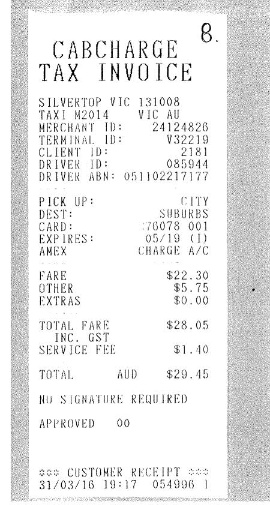 8.
CABCHARGE
TAX INVOICE
SILVERTOP VIC 131008
TAXI M2014 VIC AU
MERCHANT ID: 24124826
TERMINAL ID: V32219
CLIENT ID: 2181
DRIVER ID: 085944
DRIVER ABN: 051102217177
PICK UP: CITY
DEST: SUBURBS
CARD: 76078 001
EXPIRES: 05/19 (I)
AMEX CHARGE A/C
FARE $22.30
OTHER $5.75
EXTRAS $0.00
TOTAL FARE $28.05
INC. GST
SERVICE FEE $1.40
TOTAL AUD $29.45
NO SIGNATURE REQUIRED
APPROVED 00
*** CUSTOMER RECEIPT ***
31/03/16 19:17 054996 1